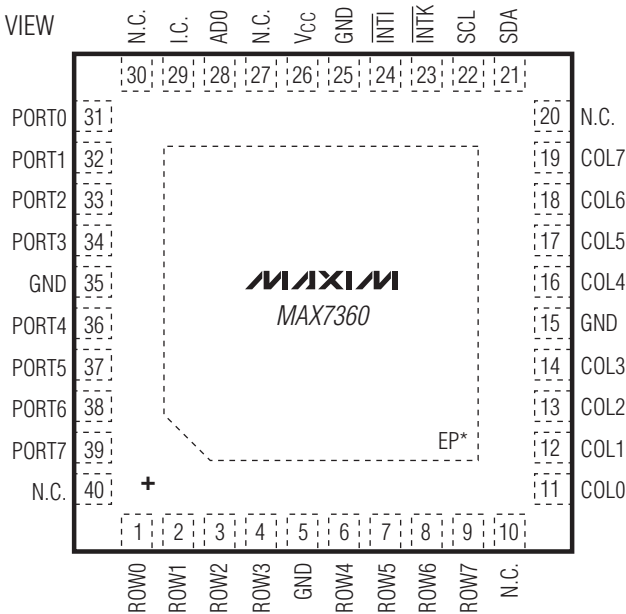 VIEW
N.C. I.C. AD0 N.C. VCC GND INTI INTK SCL SDA
30 29 28 27 26 25 24 23 22 21
PORT0 31
PORT1 32
PORT2 33
PORT3 34
GND 35
PORT4 36
PORT5 37
PORT6 38
PORT7 39
N.C. 40
MAXIM
MAX7360
EP*
+
20 N.C.
19 COL7
18 COL6
17 COL5
16 COL4
15 GND
14 COL3
13 COL2
12 COL1
11 COL0
1 2 3 4 5 6 7 8 9 10
ROW0 ROW1 ROW2 ROW3 GND ROW4 ROW5 ROW6 ROW7 N.C.